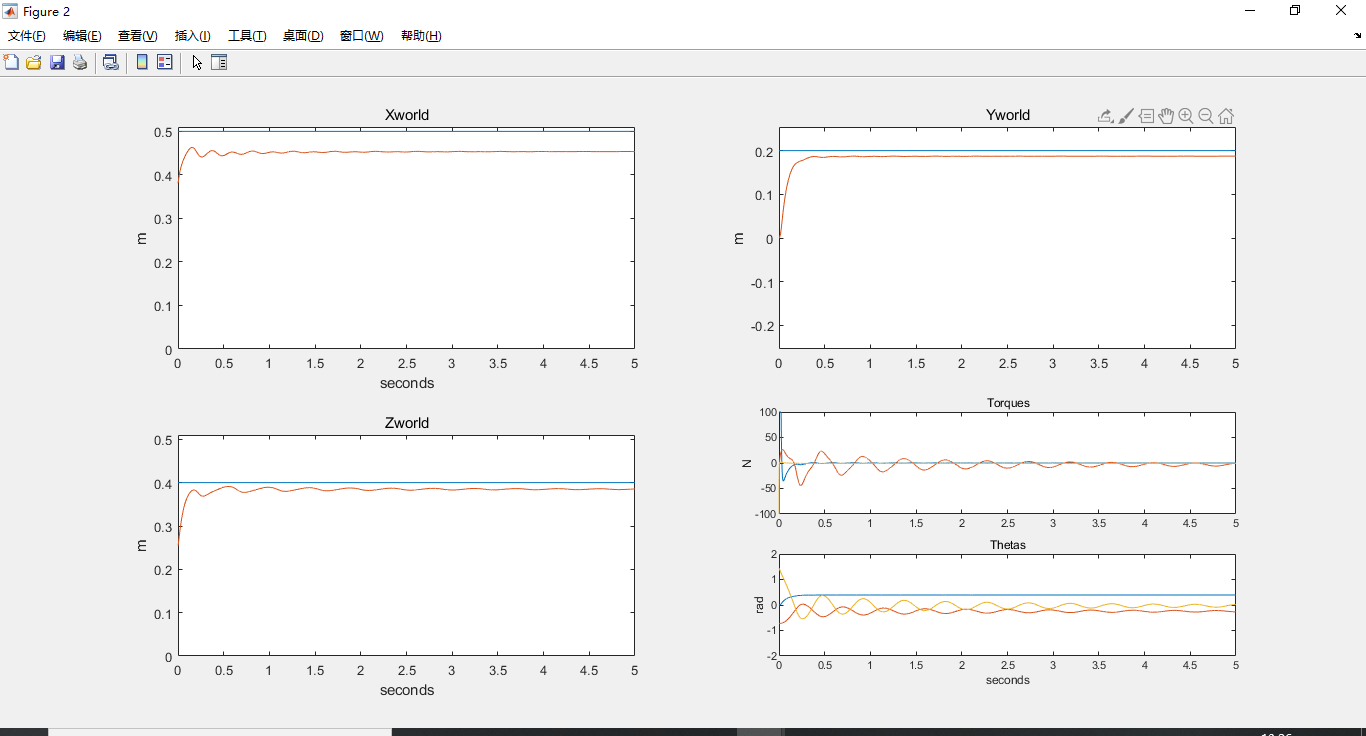 Figure 2
文件(F) 编辑(E) 查看(V) 插入(I) 工具(T) 桌面(D) 窗口(W) 帮助(H)
Xworld
0.5
0.4
0.3
0.2
0.1
0
m
0 0.5 1 1.5 2 2.5 3 3.5 4 4.5 5
seconds
Yworld
0.2
0.1
0
-0.1
-0.2
m
0 0.5 1 1.5 2 2.5 3 3.5 4 4.5 5
Zworld
0.5
0.4
0.3
0.2
0.1
0
m
0 0.5 1 1.5 2 2.5 3 3.5 4 4.5 5
seconds
Torques
100
50
0
-50
-100
N
0 0.5 1 1.5 2 2.5 3 3.5 4 4.5 5
Thetas
2
1
0
-1
-2
rad
0 0.5 1 1.5 2 2.5 3 3.5 4 4.5 5
seconds